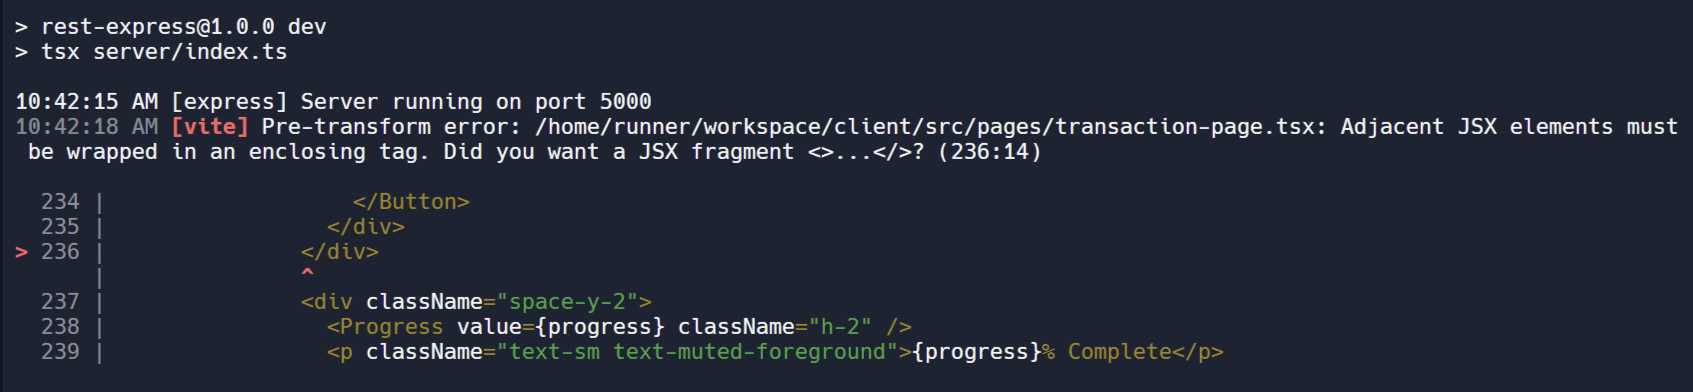 > rest-express@1.0.0 dev
> tsx server/index.ts
10:42:15 AM [express] Server running on port 5000
10:42:18 AM [vite] Pre-transform error: /home/runner/workspace/client/src/pages/transaction-page.tsx: Adjacent JSX elements must
be wrapped in an enclosing tag. Did you want a JSX fragment <>...</>? (236:14)
234 |                   </Button>
235 |                 </div>
> 236 |               </div>
|               ^
237 |               <div className="space-y-2">
238 |                 <Progress value={progress} className="h-2" />
239 |                 <p className="text-sm text-muted-foreground">{progress}% Complete</p>